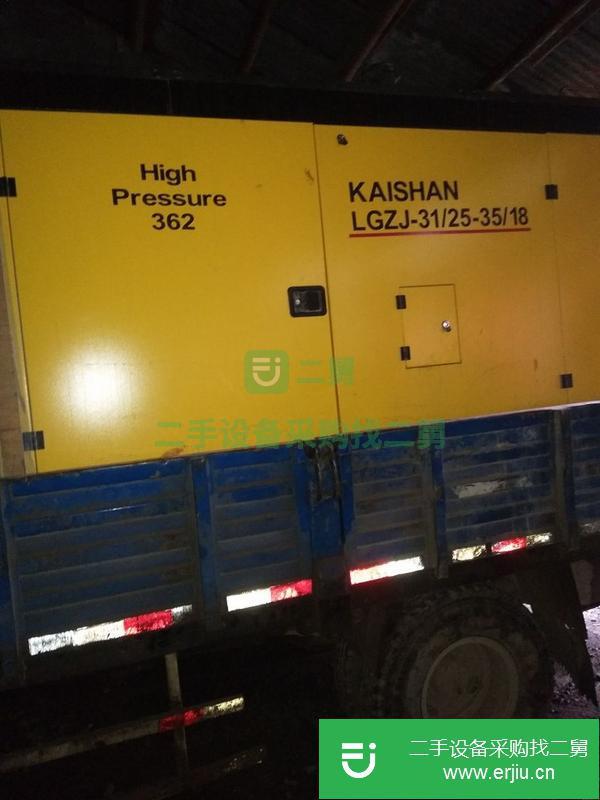 High
Pressure
362
KAISHAN
LGZJ-31/25-35/18
二舅
二手设备采购找二舅
二手设备采购找二舅
www.erjiu.cn